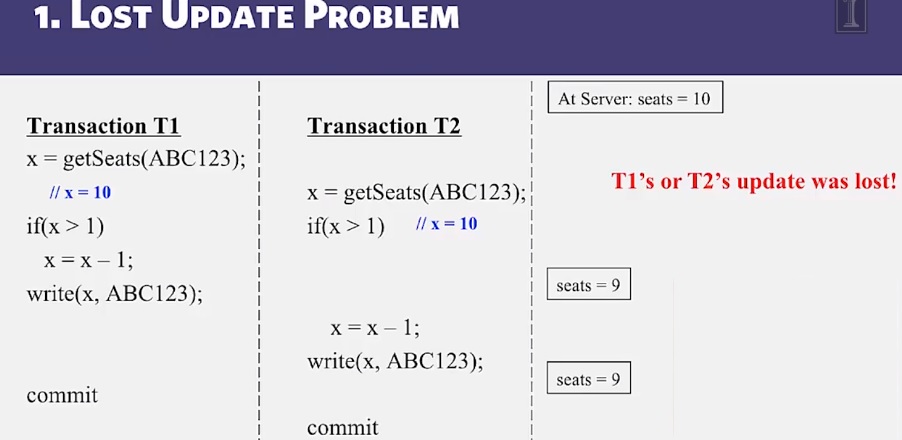 1. LOST UPDATE PROBLEM
I
At Server: seats = 10
Transaction T1
x = getSeats(ABC123);
// x = 10
if(x > 1)
x = x – 1;
write(x, ABC123);
commit
Transaction T2
x = getSeats(ABC123);
if(x > 1) // x = 10
x = x – 1;
write(x, ABC123);
commit
T1's or T2's update was lost!
seats = 9
seats = 9